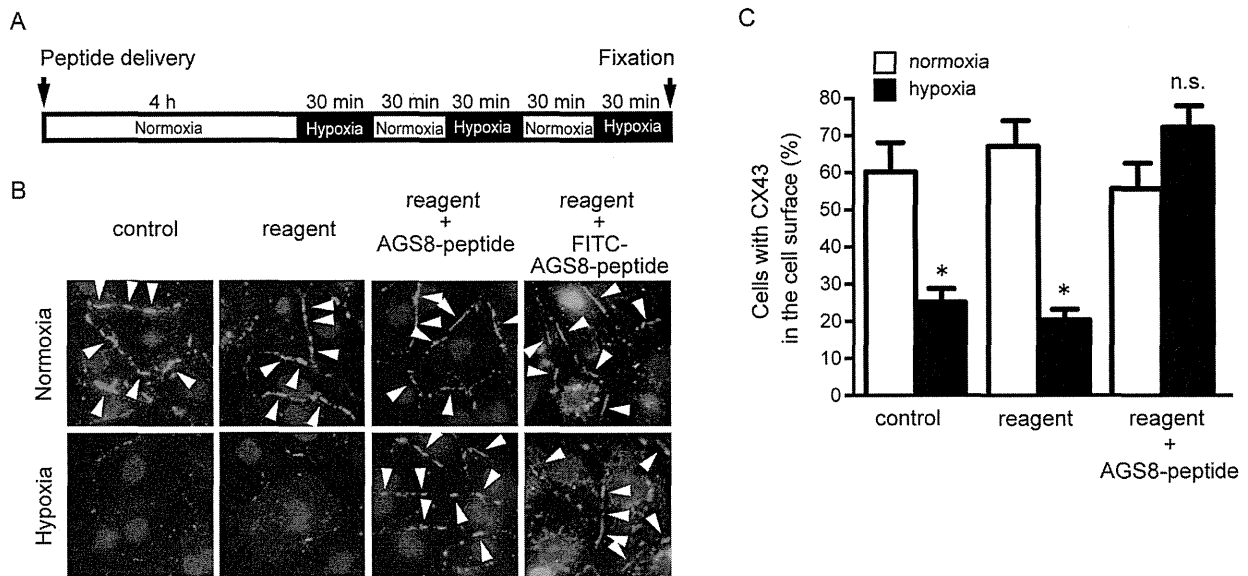 A
Peptide delivery
Fixation
4 h
30 min
30 min
30 min
30 min
30 min
Normoxia
Hypoxia
Normoxia
Hypoxia
Normoxia
Hypoxia
B
control
reagent
reagent
+
AGS8-peptide
reagent
+
FITC-
AGS8-peptide
Normoxia
Hypoxia
C
normoxia
hypoxia
Cells with CX43
in the cell surface (%)
80
70
60
50
40
30
20
10
0
*
*
n.s.
control
reagent
reagent
+
AGS8-peptide